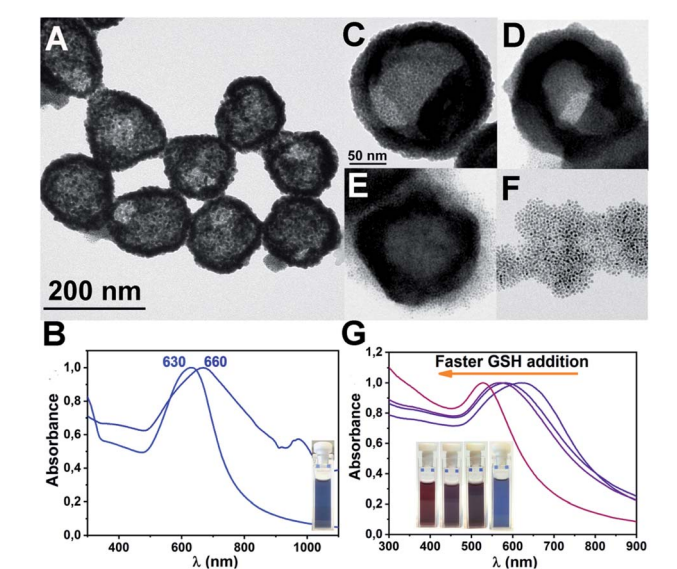 A
200 nm
C
50 nm
D
E
F
B
630 660
1,0
0,8
0,6
0,4
0,2
0,0
Absorbance
400 600 800 1000
λ (nm)
G
Faster GSH addition
1,2
1,0
0,8
0,6
0,4
0,2
0,0
Absorbance
300 400 500 600 700 800 900
λ (nm)